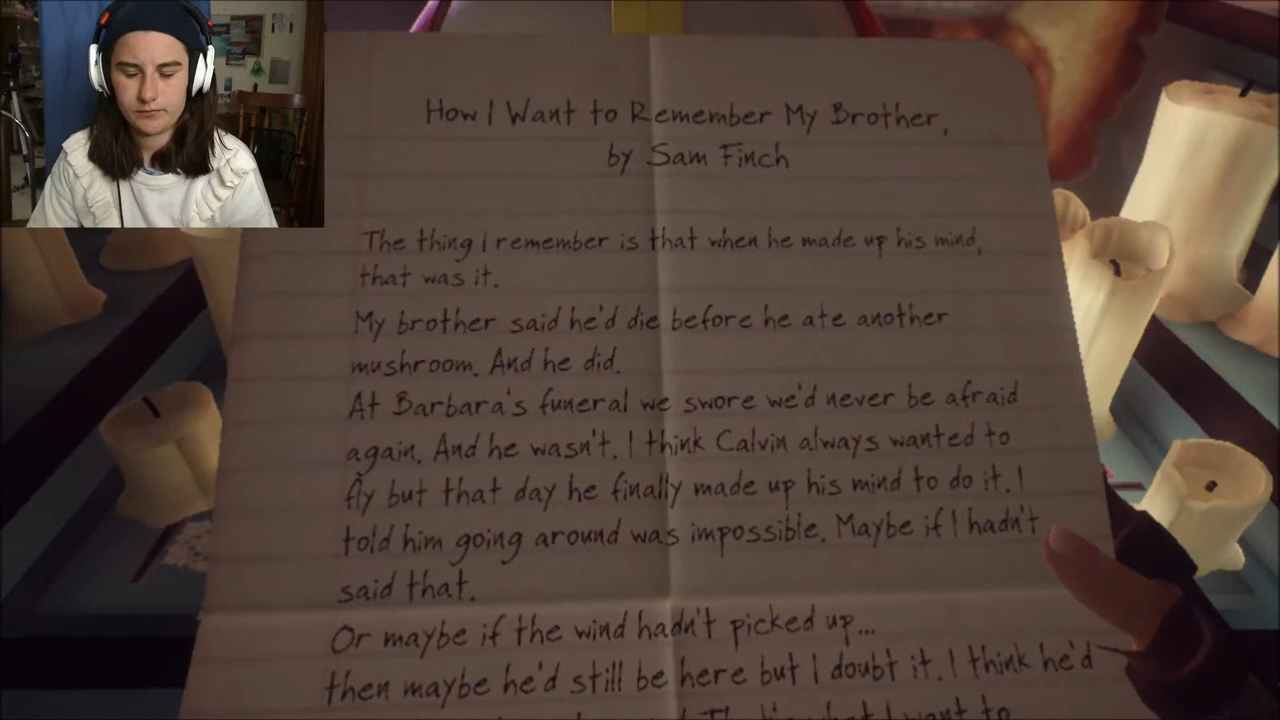 How I Want to Remember My Brother,
by Sam Finch
The thing I remember is that when he made up his mind,
that was it.
My brother said he'd die before he ate another
mushroom. And he did.
At Barbara's funeral we swore we'd never be afraid
again. And he wasn't. I think Calvin always wanted to
fly but that day he finally made up his mind to do it. I
told him going around was impossible. Maybe if I hadn't
said that.
Or maybe if the wind hadn't picked up...
then maybe he'd still be here but I doubt it. I think he'd
what I want to